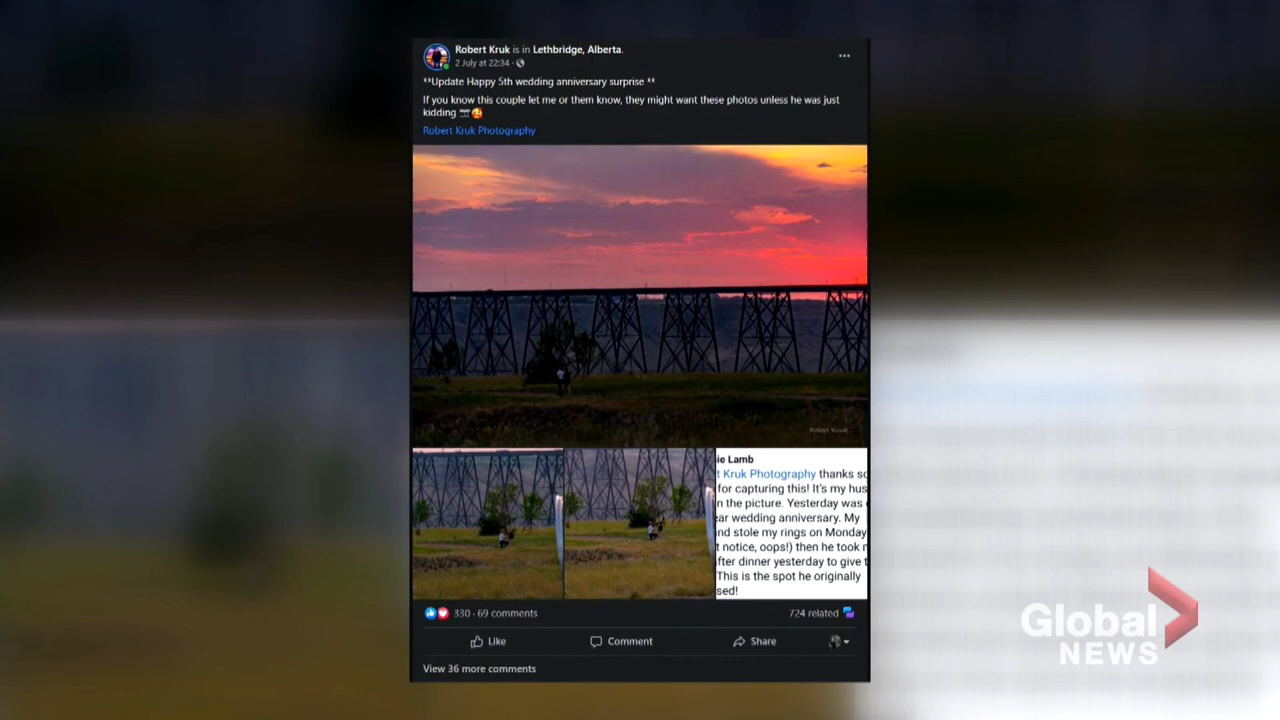 Robert Kruk is in Lethbridge, Alberta.
2 July at 22:34 ·
**Update Happy 5th wedding anniversary surprise **
If you know this couple let me or them know, they might want these photos unless he was just
kidding
Robert Kruk Photography
Robert Kruk
ie Lamb
t Kruk Photography thanks so
for capturing this! It's my hus
n the picture. Yesterday was
ear wedding anniversary. My
nd stole my rings on Monday
t notice, oops!) then he took
fter dinner yesterday to give t
This is the spot he originally
sed!
330 · 69 comments
724 related
Like
Comment
Share
View 36 more comments
Global
NEWS